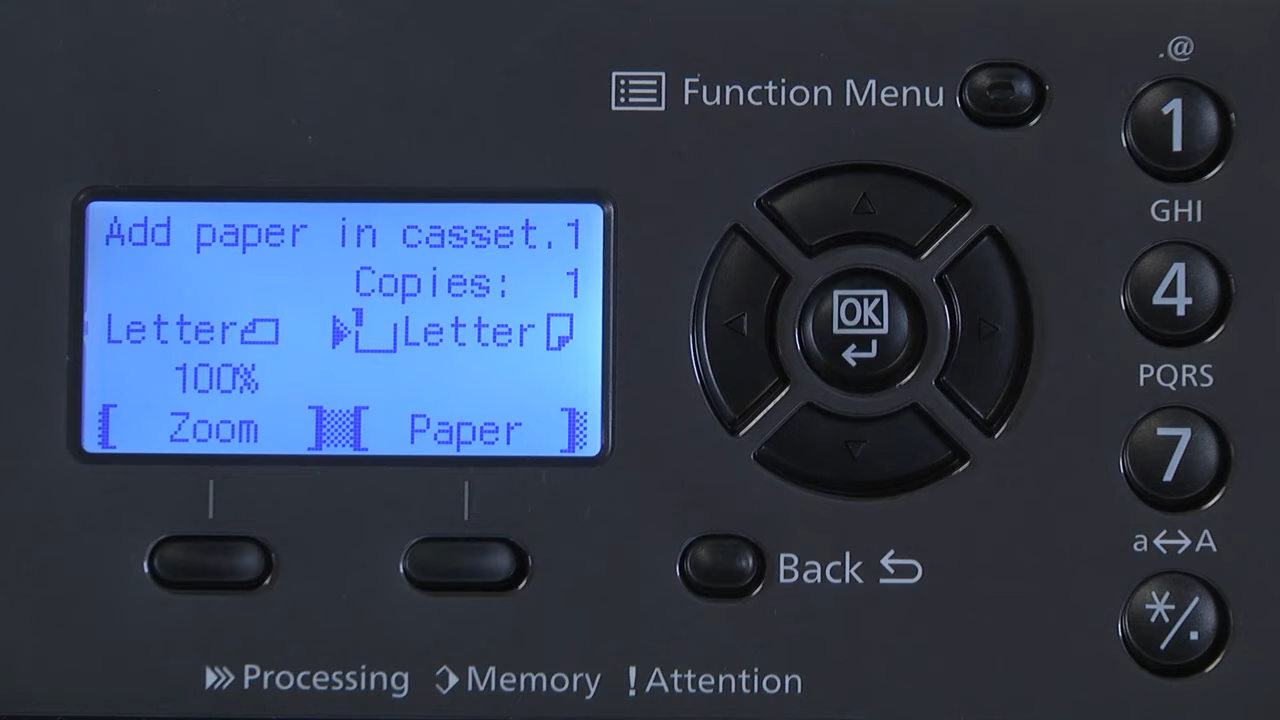 Add paper in casset.1
Copies: 1
Letter Letter
100%
[ Zoom ] [ Paper ]
Function Menu
OK
Back
Processing Memory ! Attention
.@
1
GHI
4
PQRS
7
a↔A
*/.